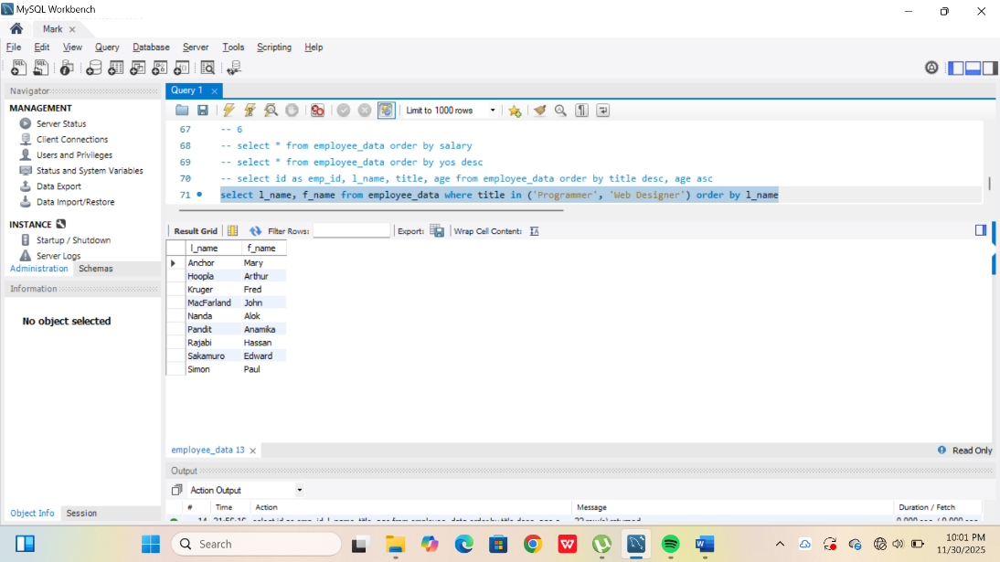 MySQL Workbench
Mark
File Edit View Query Database Server Tools Scripting Help
Navigator
MANAGEMENT
Server Status
Client Connections
Users and Privileges
Status and System Variables
Data Export
Data Import/Restore
INSTANCE
Startup / Shutdown
Server Logs
Administration Schemas
Information
No object selected
Object Info Session
Query 1
Limit to 1000 rows
67 -- 6
68 -- select * from employee_data order by salary
69 -- select * from employee_data order by yos desc
70 -- select id as emp_id, l_name, title, age from employee_data order by title desc, age asc
71 select l_name, f_name from employee_data where title in ('Programmer', 'Web Designer') order by l_name
Result Grid Filter Rows: Export: Wrap Cell Content:
l_name f_name
Anchor Mary
Hoopla Arthur
Kruger Fred
MacFarland John
Nanda Alok
Pandit Anamika
Rajabi Hassan
Sakamuro Edward
Simon Paul
employee_data 13
Read Only
Output
Action Output
# Time Action Message Duration / Fetch
Search
10:01 PM
11/30/2025